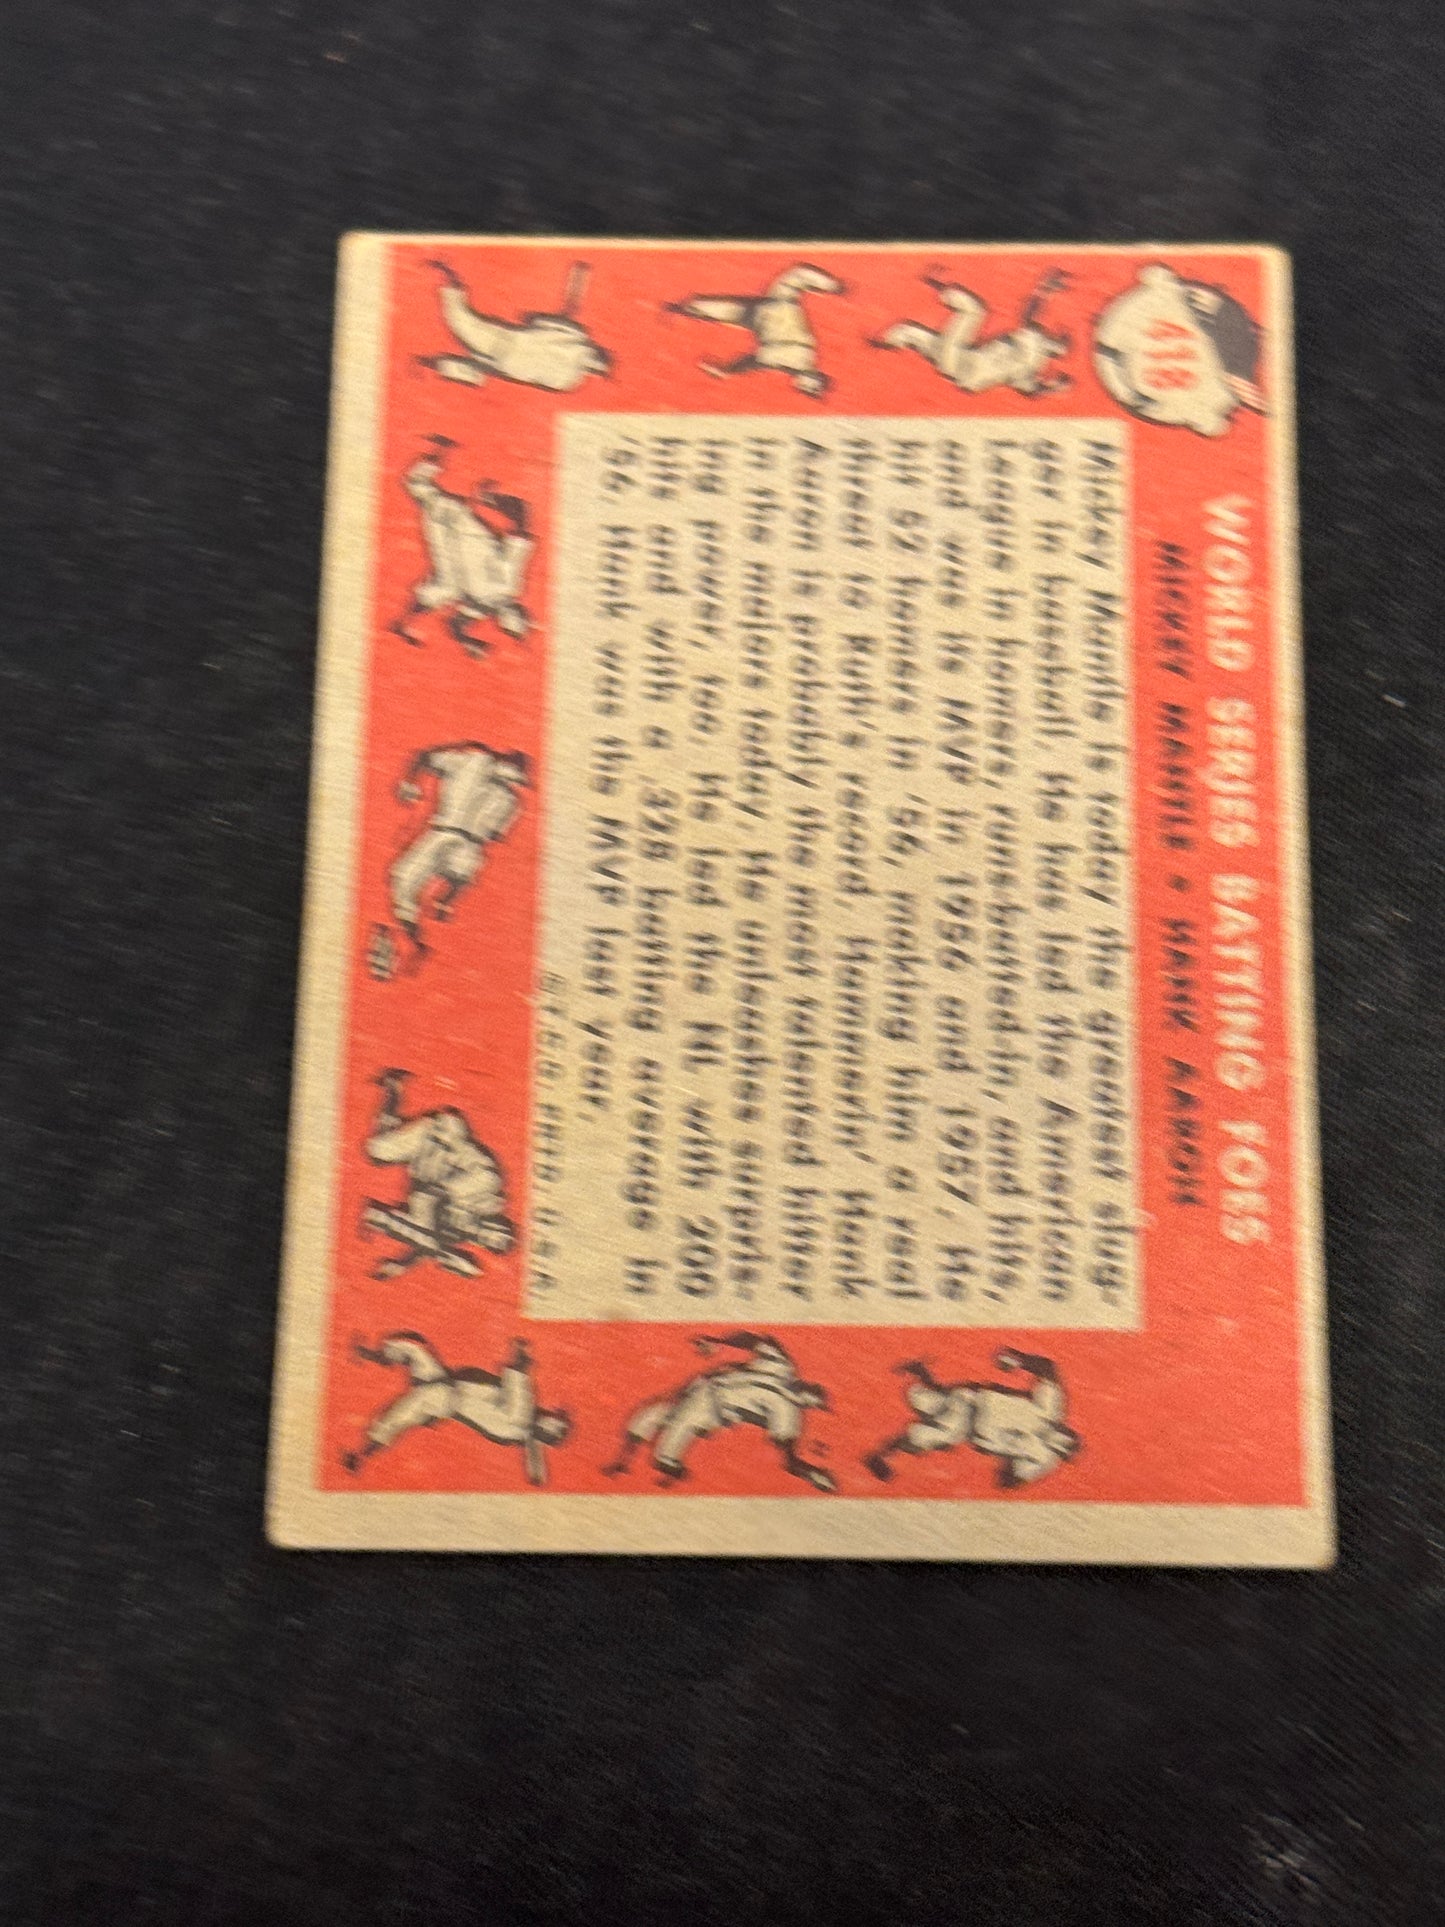 418
WORLD SERIES BATTING FOES
MICKEY MANTLE • HANK AARON
Mickey Mantle is today the greatest slug-
ger in baseball. He has led the American
League in homers, runs-batted-in, and hits,
and was its MVP in 1956 and 1957. He
hit 52 homes in '56, making him a real
threat to Ruth's record. Hammerin' Hank
Aaron is probably the most talented hitter
in the majors today. He unleashes surpris-
ing power, too. He led the NL with 200
hits and with a .328 batting average in
'56. Hank was the MVP last year.
©T.C.G. PRTD. IN U.S.A.